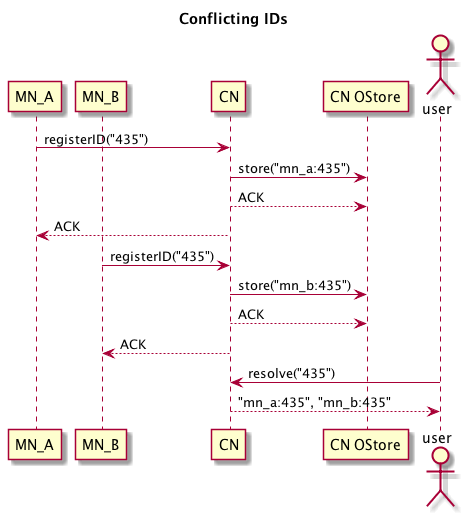 Conflicting IDs
MN_A
MN_B
CN
CN OStore
user
registerID("435")
store("mn_a:435")
ACK
ACK
registerID("435")
store("mn_b:435")
ACK
ACK
resolve("435")
"mn_a:435", "mn_b:435"
MN_A
MN_B
CN
CN OStore
user